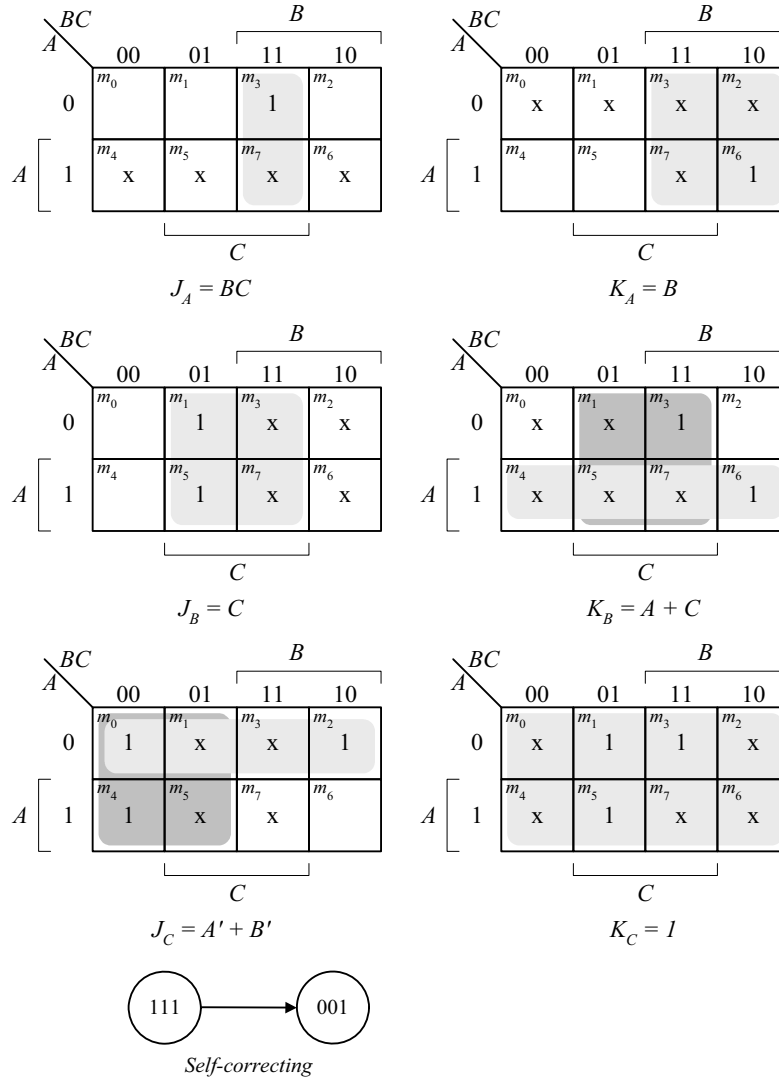 BC
A
B
00 01 11 10
0 m0 m1 m3 1 m2
A 1 m4 x m5 x m7 x m6 x
C
J_A = BC
BC
A
B
00 01 11 10
0 m0 x m1 x m3 x m2 x
A 1 m4 m5 m7 x m6 1
C
K_A = B
BC
A
B
00 01 11 10
0 m0 m1 1 m3 x m2 x
A 1 m4 m5 1 m7 x m6 x
C
J_B = C
BC
A
B
00 01 11 10
0 m0 x m1 x m3 1 m2
A 1 m4 x m5 x m7 x m6 1
C
K_B = A + C
BC
A
B
00 01 11 10
0 m0 1 m1 x m3 x m2 1
A 1 m4 1 m5 x m7 x m6
C
J_C = A′ + B′
BC
A
B
00 01 11 10
0 m0 x m1 1 m3 1 m2 x
A 1 m4 x m5 1 m7 x m6 x
C
K_C = 1
111 001
Self-correcting